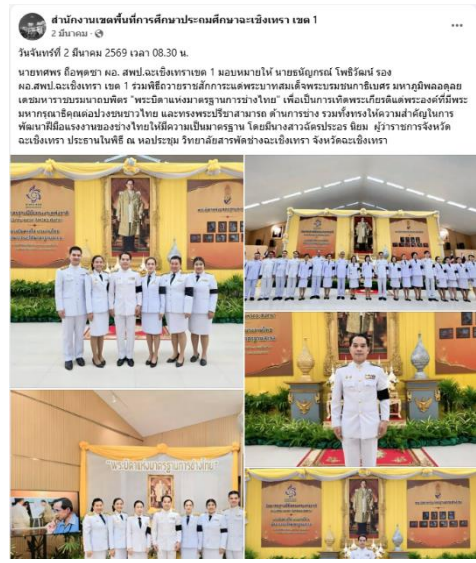 สำนักงานเขตพื้นที่การศึกษาประถมศึกษาฉะเชิงเทรา เขต 1
2 มีนาคม ·
วันจันทร์ที่ 2 มีนาคม 2569 เวลา 08.30 น.
นายทศพร ถือพุดซา ผอ. สพป.ฉะเชิงเทราเขต 1 มอบหมายให้ นายธนัญกรณ์ โพธิวัฒน์ รอง
ผอ.สพป.ฉะเชิงเทรา เขต 1 ร่วมพิธีถวายราชสักการะแด่พระบาทสมเด็จพระบรมชนกาธิเบศร มหาภูมิพลอดุลย
เดชมหาราชบรมนาถบพิตร "พระบิดาแห่งมาตรฐานการช่างไทย" เพื่อเป็นการเทิดพระเกียรติแด่พระองค์ที่มีพระ
มหากรุณาธิคุณต่อปวงชนชาวไทย และทรงพระปรีชาสามารถ ด้านการช่าง รวมทั้งทรงให้ความสำคัญในการ
พัฒนาฝีมือแรงงานของช่างไทยให้มีความเป็นมาตรฐาน โดยมีนางสาวฉัตรประอร นิยม ผู้ว่าราชการจังหวัด
ฉะเชิงเทรา ประธานในพิธี ณ หอประชุม วิทยาลัยสารพัดช่างฉะเชิงเทรา จังหวัดฉะเชิงเทรา
"พระบิดาแห่งมาตรฐานการช่างไทย"